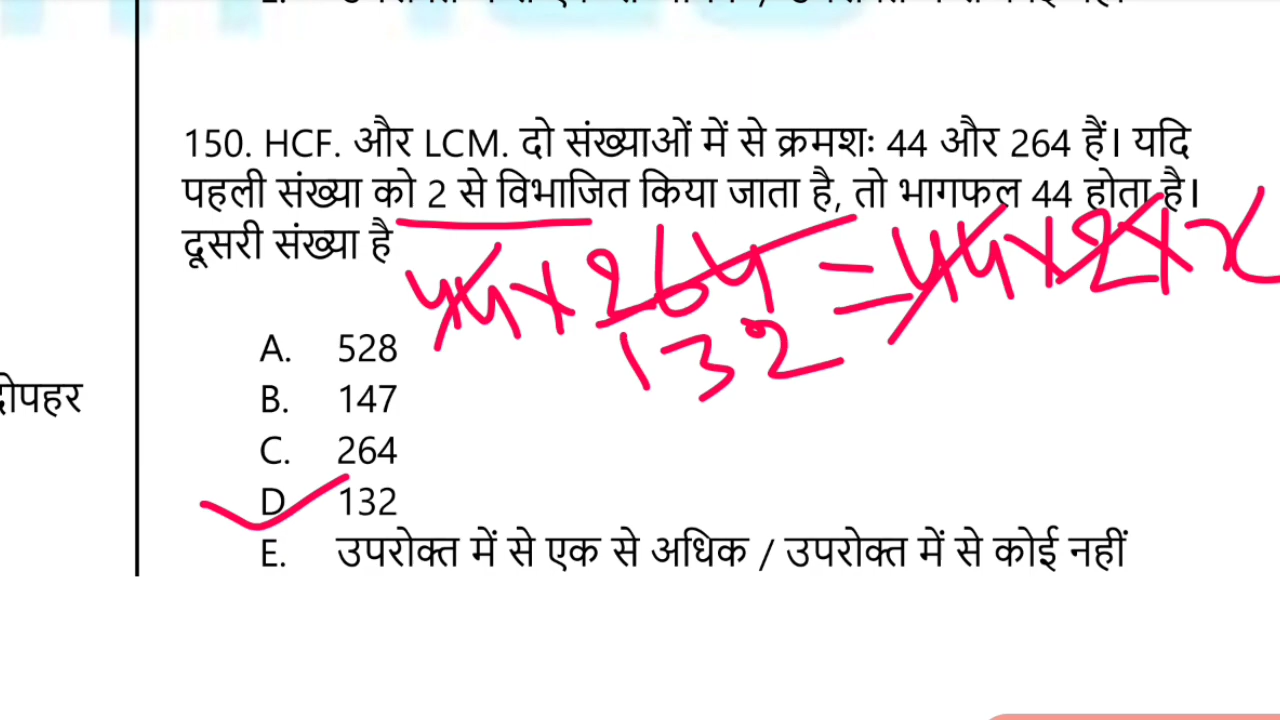 150. HCF. और LCM. दो संख्याओं में से क्रमशः 44 और 264 हैं। यदि
पहली संख्या को 2 से विभाजित किया जाता है, तो भागफल 44 होता है।
दूसरी संख्या है
44 × 264 = 44 × 2 × x
132
A. 528
B. 147
C. 264
दोपहर
D. 132
E. उपरोक्त में से एक से अधिक / उपरोक्त में से कोई नहीं